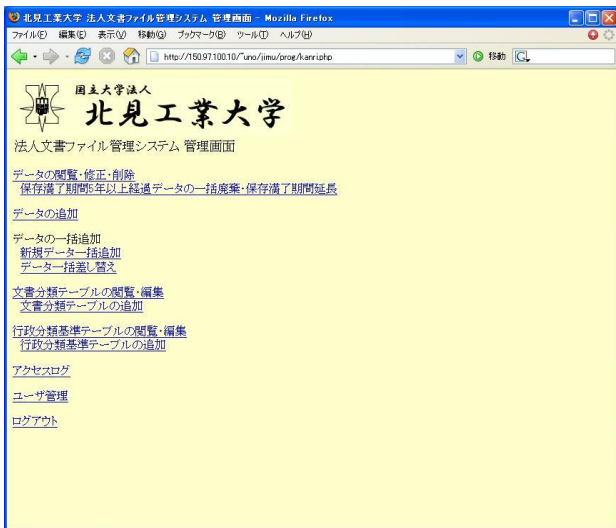 北見工業大学 法人文書ファイル管理システム 管理画面 - Mozilla Firefox
ファイル(F) 編集(E) 表示(V) 移動(G) ブックマーク(B) ツール(T) ヘルプ(H)
http://150.97.100.10/~uno/jimu/prog/kanri.php 移動 G
国立大学法人
北見工業大学
法人文書ファイル管理システム 管理画面
データの閲覧・修正・削除
保存満了期間5年以上経過データの一括廃棄・保存満了期間延長
データの追加
データの一括追加
新規データ一括追加
データ一括差し替え
文書分類テーブルの閲覧・編集
文書分類テーブルの追加
行政分類基準テーブルの閲覧・編集
行政分類基準テーブルの追加
アクセスログ
ユーザ管理
ログアウト